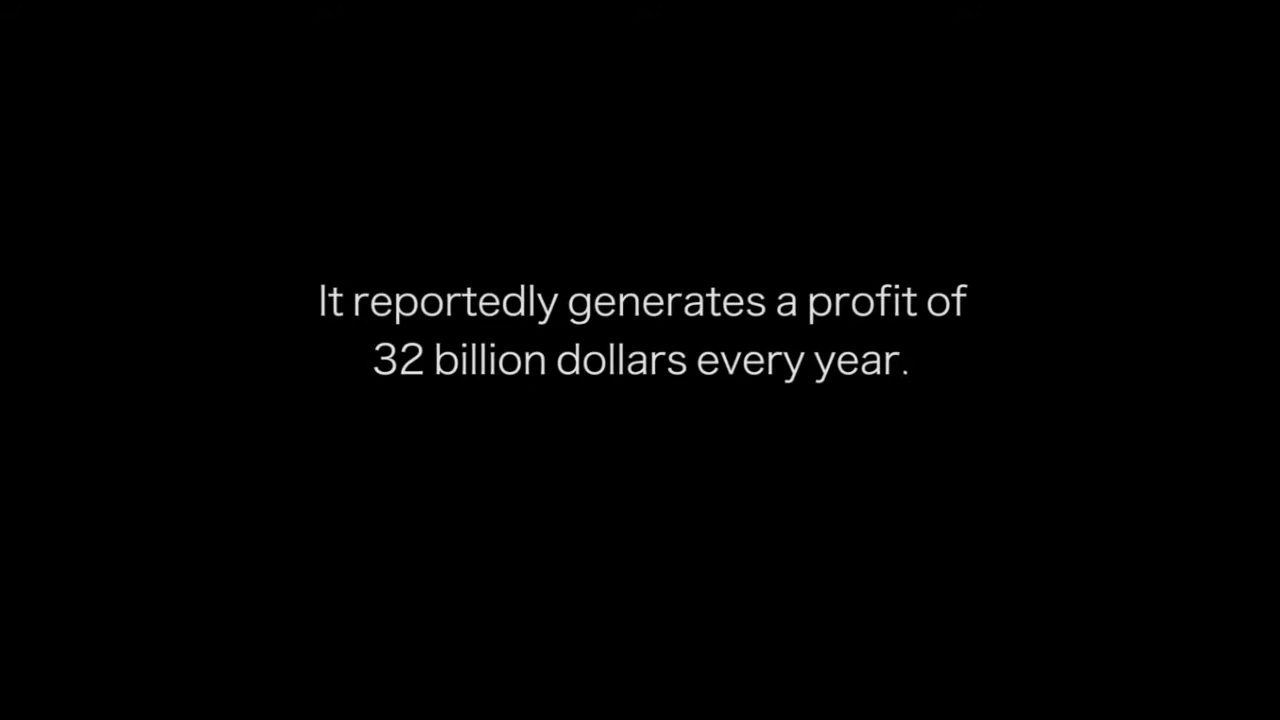 It reportedly generates a profit of
32 billion dollars every year.